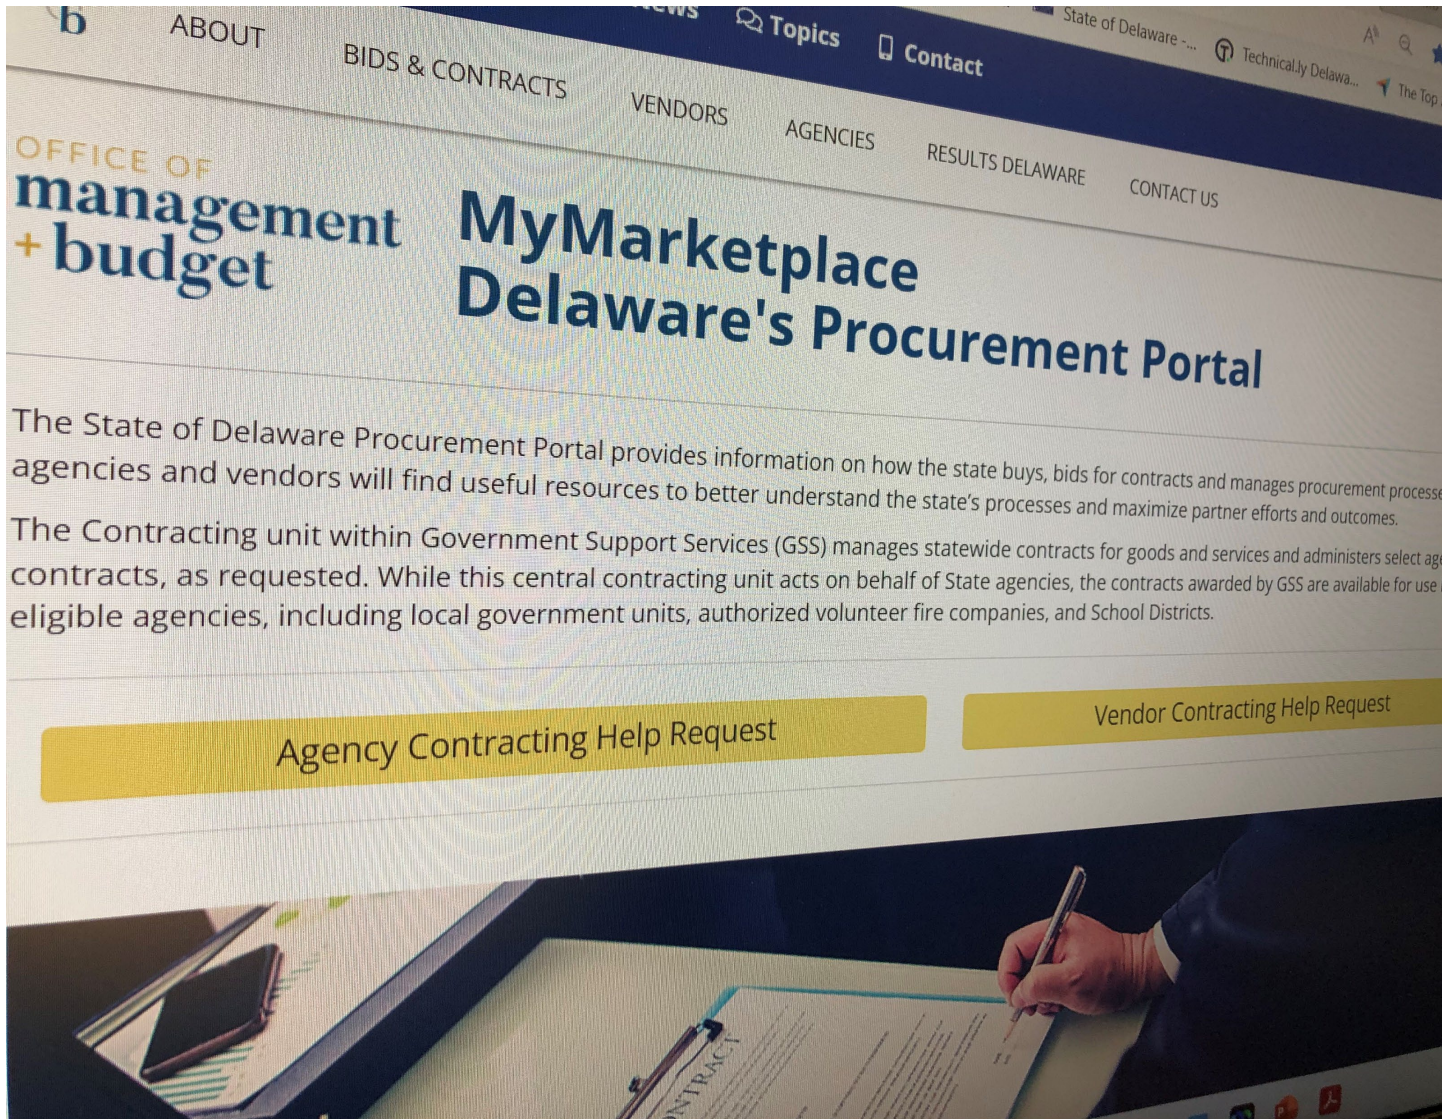 News
Topics
Contact
State of Delaware -...
Technical.ly Delawa...
The Top
b
ABOUT
BIDS & CONTRACTS
VENDORS
AGENCIES
RESULTS DELAWARE
CONTACT US
OFFICE OF
management
+budget
MyMarketplace
Delaware's Procurement Portal
The State of Delaware Procurement Portal provides information on how the state buys, bids for contracts and manages procurement processe
agencies and vendors will find useful resources to better understand the state's processes and maximize partner efforts and outcomes.
The Contracting unit within Government Support Services (GSS) manages statewide contracts for goods and services and administers select age
contracts, as requested. While this central contracting unit acts on behalf of State agencies, the contracts awarded by GSS are available for use
eligible agencies, including local government units, authorized volunteer fire companies, and School Districts.
Agency Contracting Help Request
Vendor Contracting Help Request
NTRACT